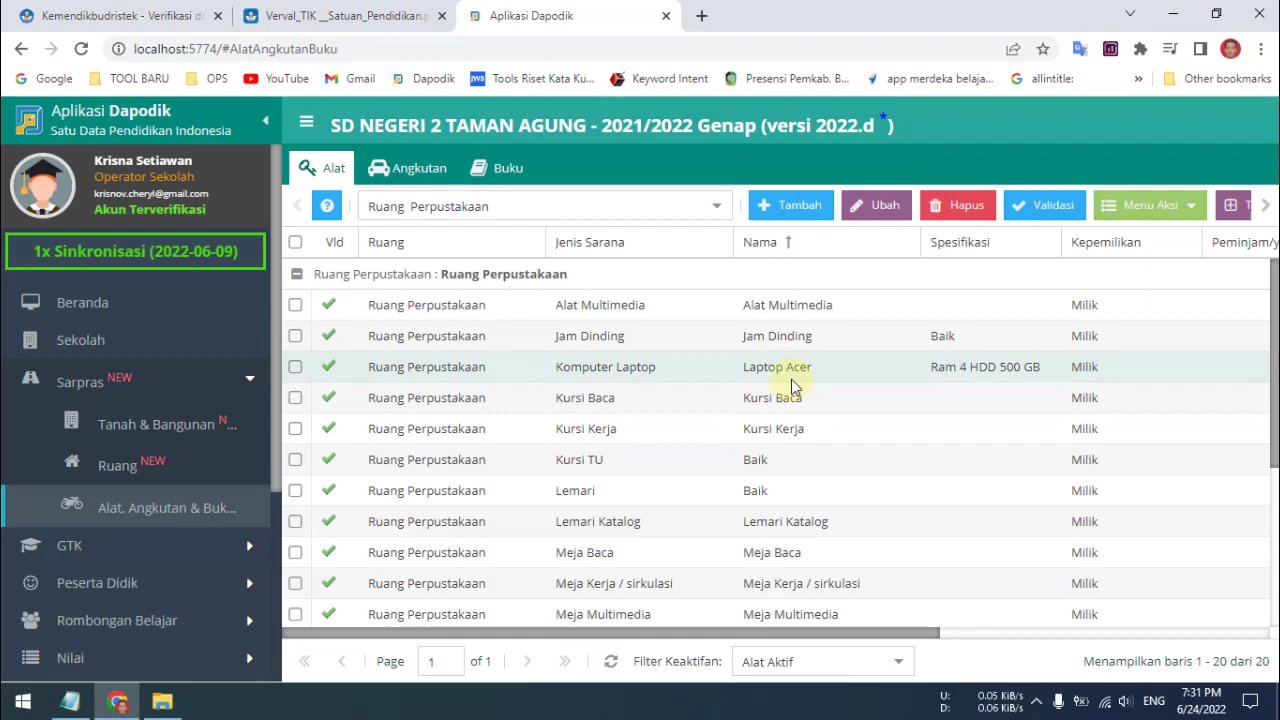 Kemendikbudristek - Verifikasi d
Verval_TIK __Satuan_Pendidikan.p
Aplikasi Dapodik
localhost:5774/#AlatAngkutanBuku
Google
TOOL BARU
OPS
YouTube
Gmail
Dapodik
Tools Riset Kata Ku...
Keyword Intent
Presensi Pemkab. B...
app merdeka belaja...
allintitle:
»
Other bookmarks
Aplikasi Dapodik
Satu Data Pendidikan Indonesia
SD NEGERI 2 TAMAN AGUNG - 2021/2022 Genap (versi 2022.d *)
Krisna Setiawan
Operator Sekolah
krisnov.cheryl@gmail.com
Akun Terverifikasi
1x Sinkronisasi (2022-06-09)
Beranda
Sekolah
Sarpras NEW
Tanah & Bangunan N...
Ruang NEW
Alat, Angkutan & Buk...
GTK
Peserta Didik
Rombongan Belajar
Nilai
Alat
Angkutan
Buku
Ruang Perpustakaan
Tambah
Ubah
Hapus
Validasi
Menu Aksi
T
Vld Ruang Jenis Sarana Nama Spesifikasi Kepemilikan Peminjam/y
Ruang Perpustakaan : Ruang Perpustakaan
Ruang Perpustakaan Alat Multimedia Alat Multimedia Milik
Ruang Perpustakaan Jam Dinding Jam Dinding Baik Milik
Ruang Perpustakaan Komputer Laptop Laptop Acer Ram 4 HDD 500 GB Milik
Ruang Perpustakaan Kursi Baca Kursi Baca Milik
Ruang Perpustakaan Kursi Kerja Kursi Kerja Milik
Ruang Perpustakaan Kursi TU Baik Milik
Ruang Perpustakaan Lemari Baik Milik
Ruang Perpustakaan Lemari Katalog Lemari Katalog Milik
Ruang Perpustakaan Meja Baca Meja Baca Milik
Ruang Perpustakaan Meja Kerja / sirkulasi Meja Kerja / sirkulasi Milik
Ruang Perpustakaan Meja Multimedia Meja Multimedia Milik
Page 1 of 1 Filter Keaktifan: Alat Aktif Menampilkan baris 1 - 20 dari 20
U: 0.05 KiB/s
D: 0.06 KiB/s
ENG
7:31 PM
6/24/2022